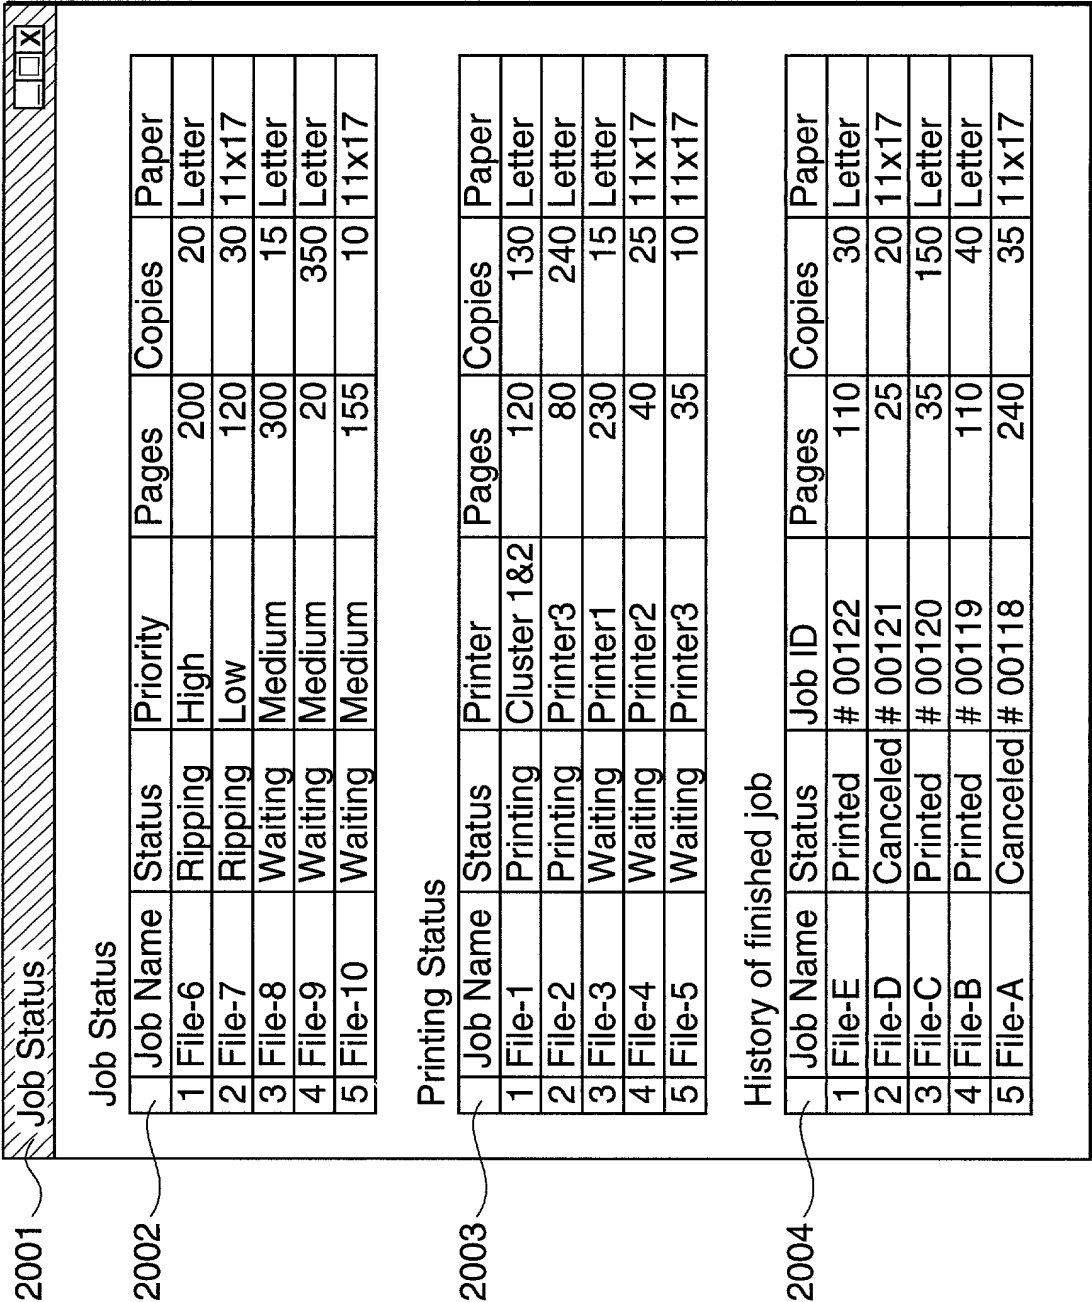 2001 Job Status
Job Status
2002 Job Name Status Priority Pages Copies Paper
1 File-6 Ripping High 200 20 Letter
2 File-7 Ripping Low 120 30 11x17
3 File-8 Waiting Medium 300 15 Letter
4 File-9 Waiting Medium 20 350 Letter
5 File-10 Waiting Medium 155 10 11x17
Printing Status
2003 Job Name Status Printer Pages Copies Paper
1 File-1 Printing Cluster 1&2 120 130 Letter
2 File-2 Printing Printer3 80 240 Letter
3 File-3 Waiting Printer1 230 15 Letter
4 File-4 Waiting Printer2 40 25 11x17
5 File-5 Waiting Printer3 35 10 11x17
History of finished job
2004 Job Name Status Job ID Pages Copies Paper
1 File-E Printed # 00122 110 30 Letter
2 File-D Canceled # 00121 25 20 11x17
3 File-C Printed # 00120 35 150 Letter
4 File-B Printed # 00119 110 40 Letter
5 File-A Canceled # 00118 240 35 11x17